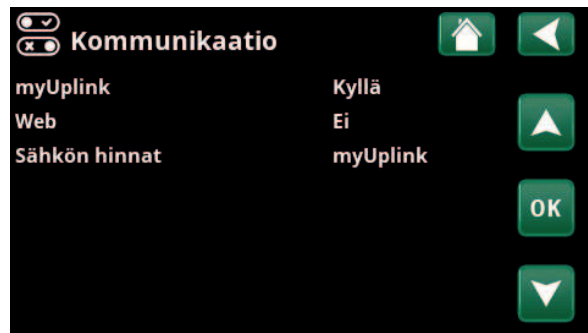 Kommunikaatio
myUplink Kyllä
Web Ei
Sähkön hinnat myUplink
OK